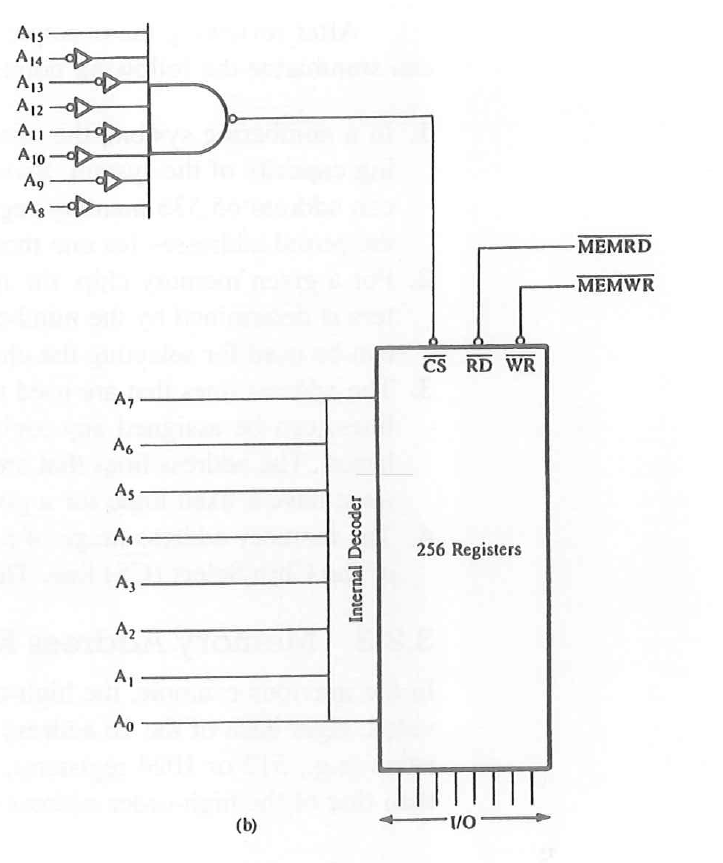 A15
A14
A13
A12
A11
A10
A9
A8
MEMRD
MEMWR
CS RD WR
A7
A6
A5
A4
A3
A2
A1
A0
Internal Decoder
256 Registers
I/O
(b)